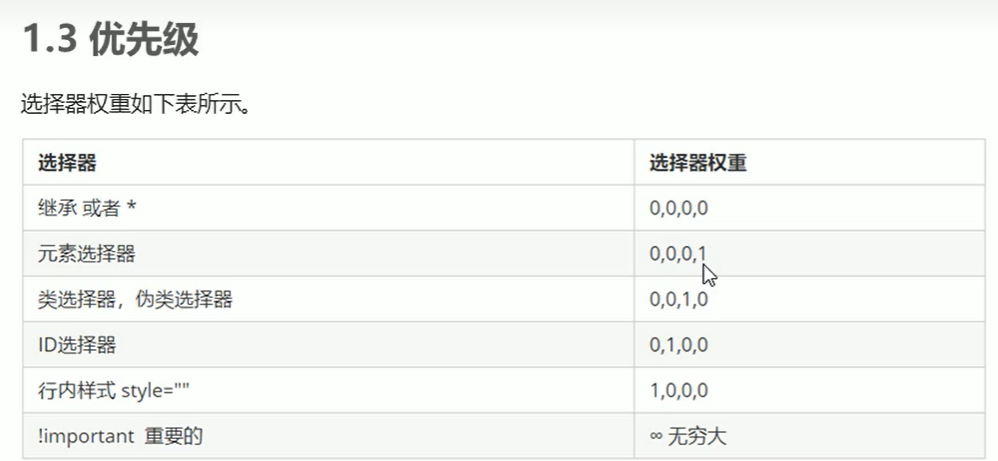 1.3 优先级
选择器权重如下表所示。
选择器 选择器权重
继承 或者 * 0,0,0,0
元素选择器 0,0,0,1
类选择器，伪类选择器 0,0,1,0
ID选择器 0,1,0,0
行内样式 style="" 1,0,0,0
!important 重要的 ∞ 无穷大